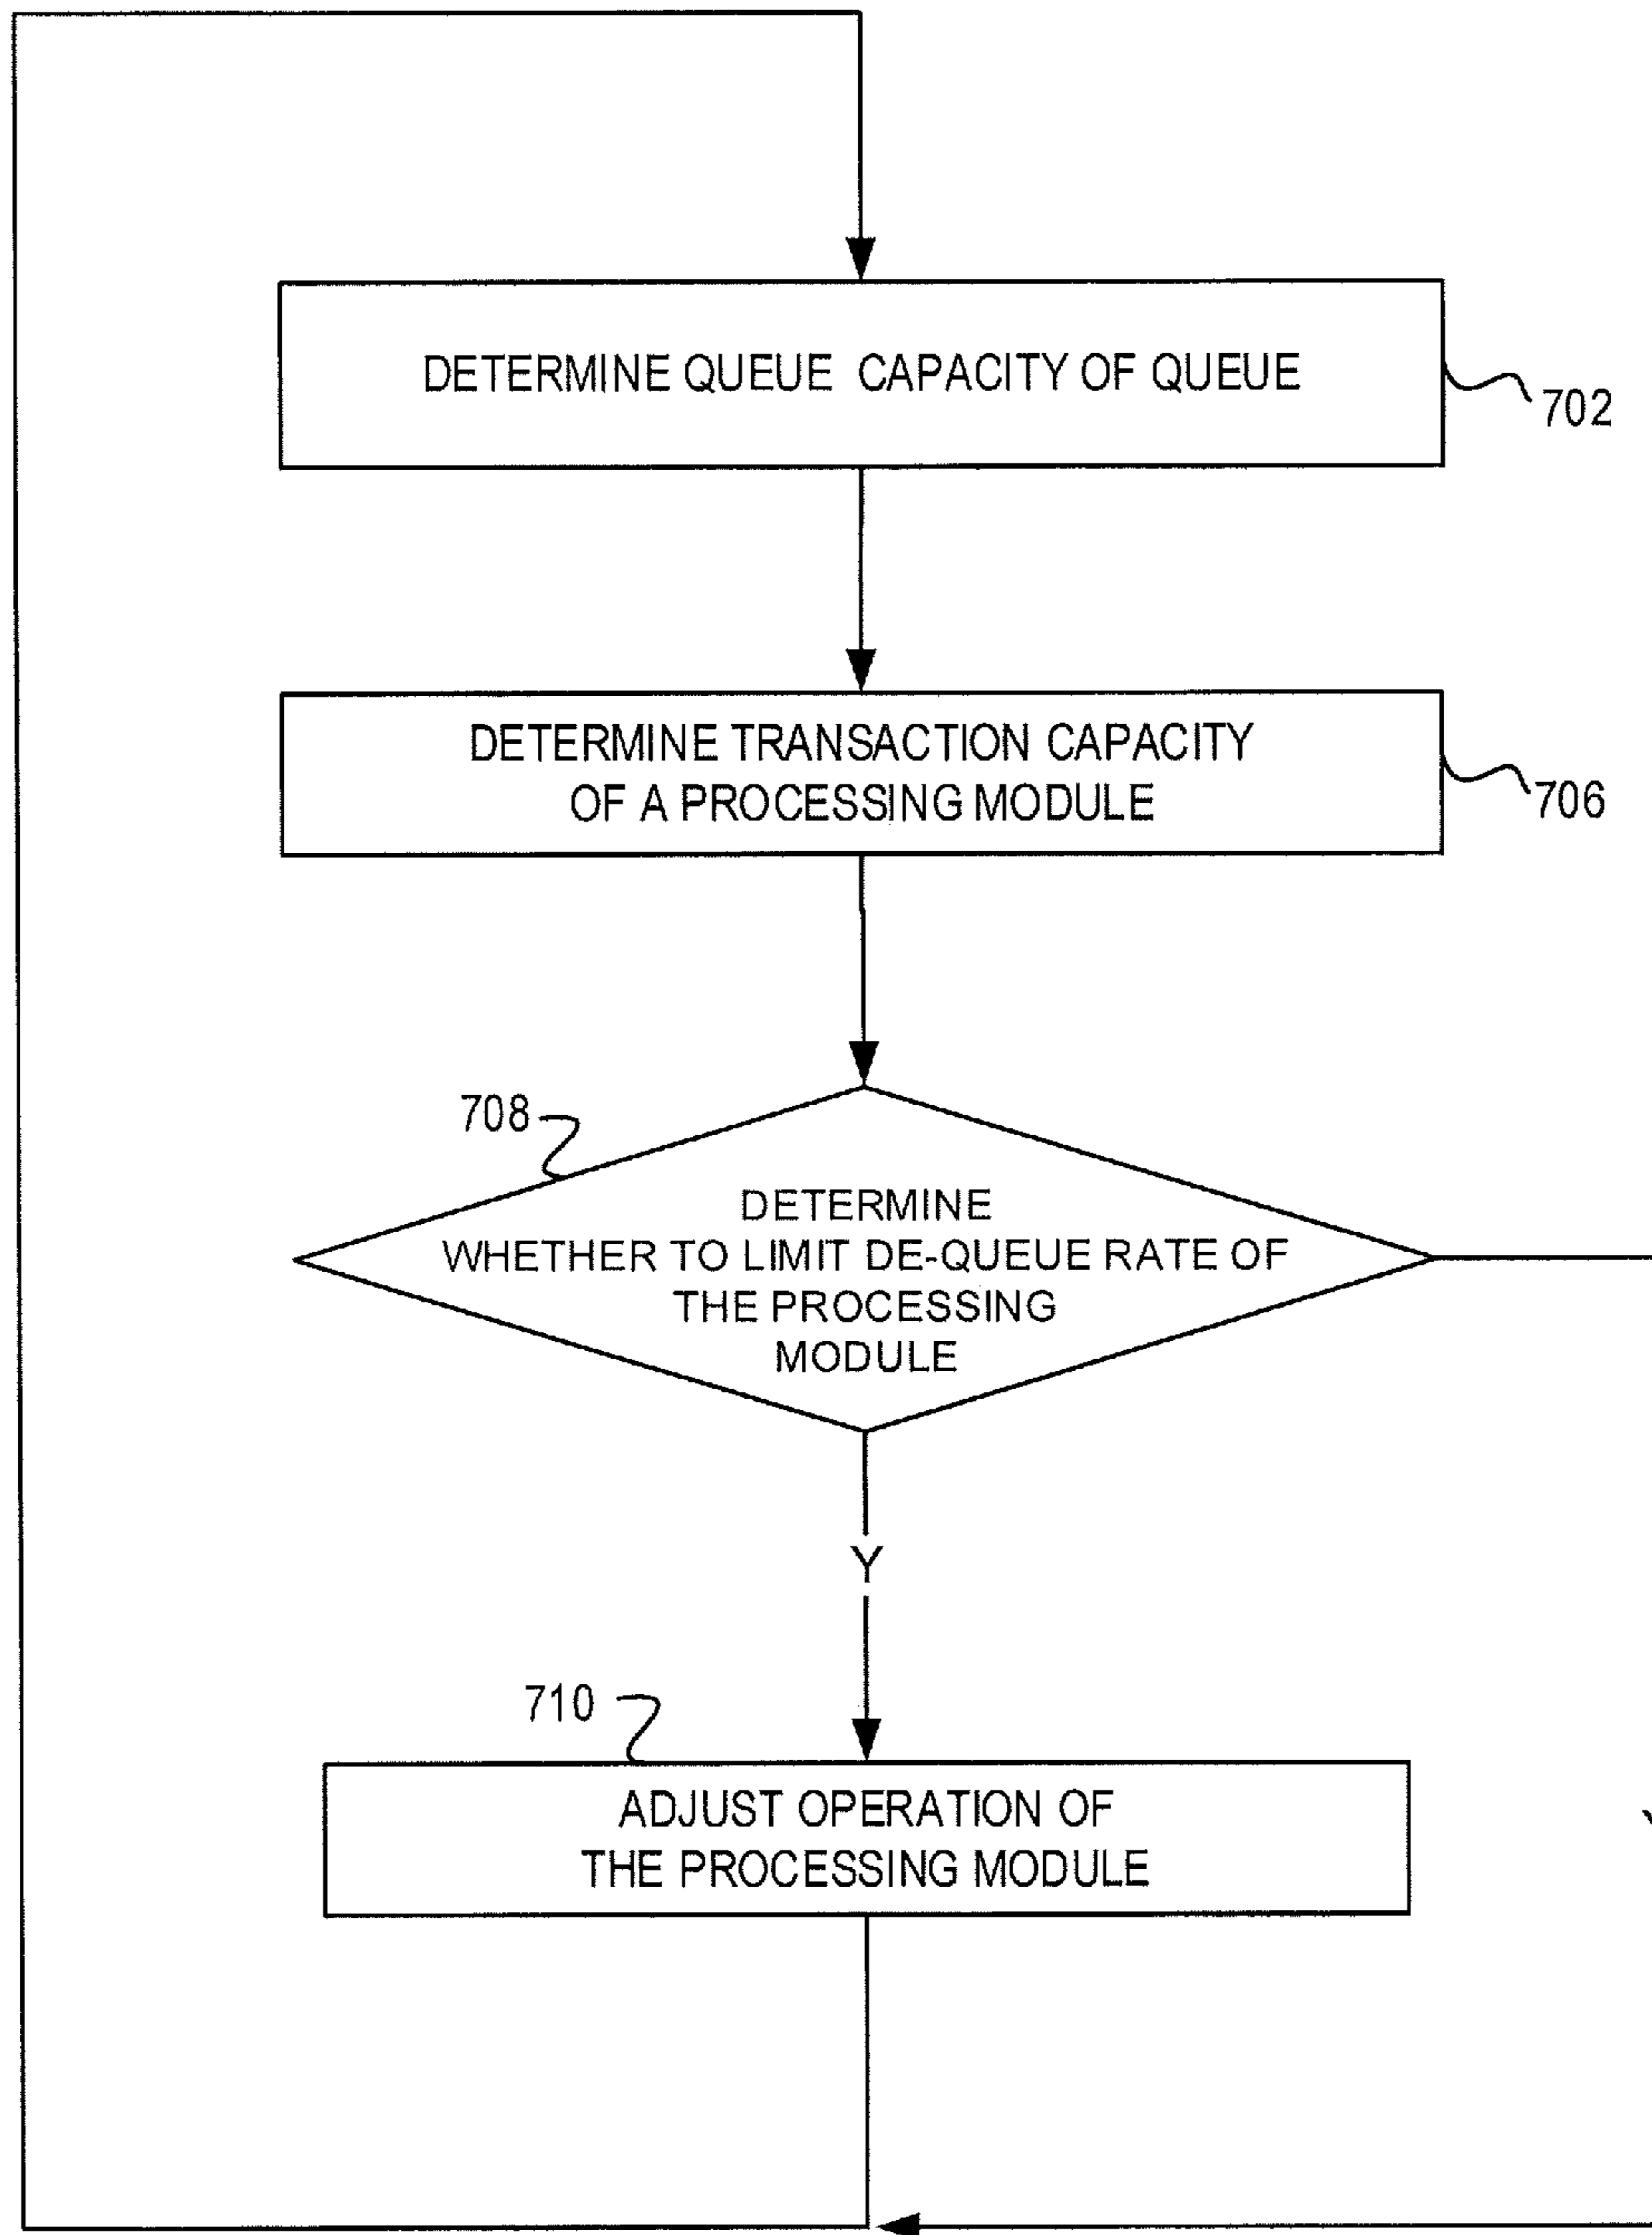 DETERMINE QUEUE CAPACITY OF QUEUE
702
DETERMINE TRANSACTION CAPACITY
OF A PROCESSING MODULE
706
708
DETERMINE
WHETHER TO LIMIT DE-QUEUE RATE OF
THE PROCESSING
MODULE
Y
710
ADJUST OPERATION OF
THE PROCESSING MODULE